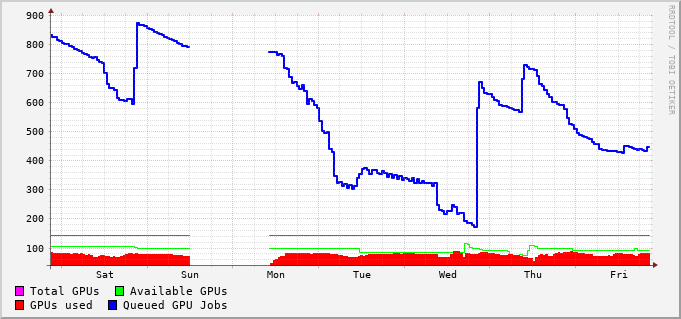 900
800
700
600
500
400
300
200
100
Sat Sun Mon Tue Wed Thu Fri
Total GPUs Available GPUs
GPUs used Queued GPU Jobs
RRDTOOL / TOBI OETIKER